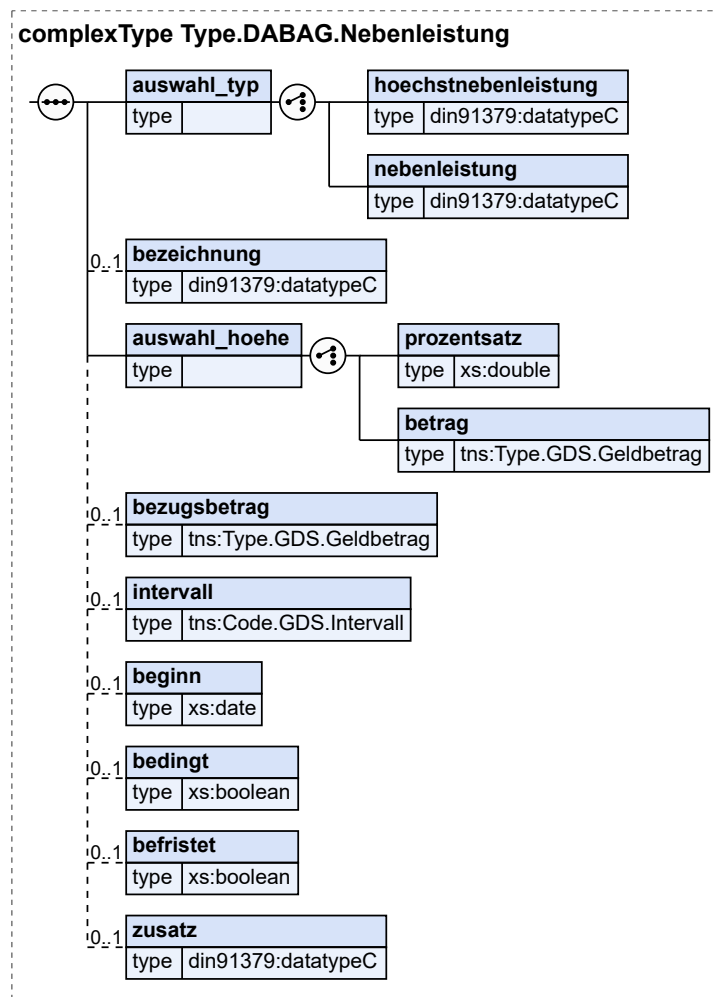 complexType Type.DABAG.Nebenleistung
auswahl_typ
type
hoechstnebenleistung
type din91379:datatypeC
nebenleistung
type din91379:datatypeC
0..1
bezeichnung
type din91379:datatypeC
auswahl_hoehe
type
prozentsatz
type xs:double
betrag
type tns:Type.GDS.Geldbetrag
0..1
bezugsbetrag
type tns:Type.GDS.Geldbetrag
0..1
intervall
type tns:Code.GDS.Intervall
0..1
beginn
type xs:date
0..1
bedingt
type xs:boolean
0..1
befristet
type xs:boolean
0..1
zusatz
type din91379:datatypeC